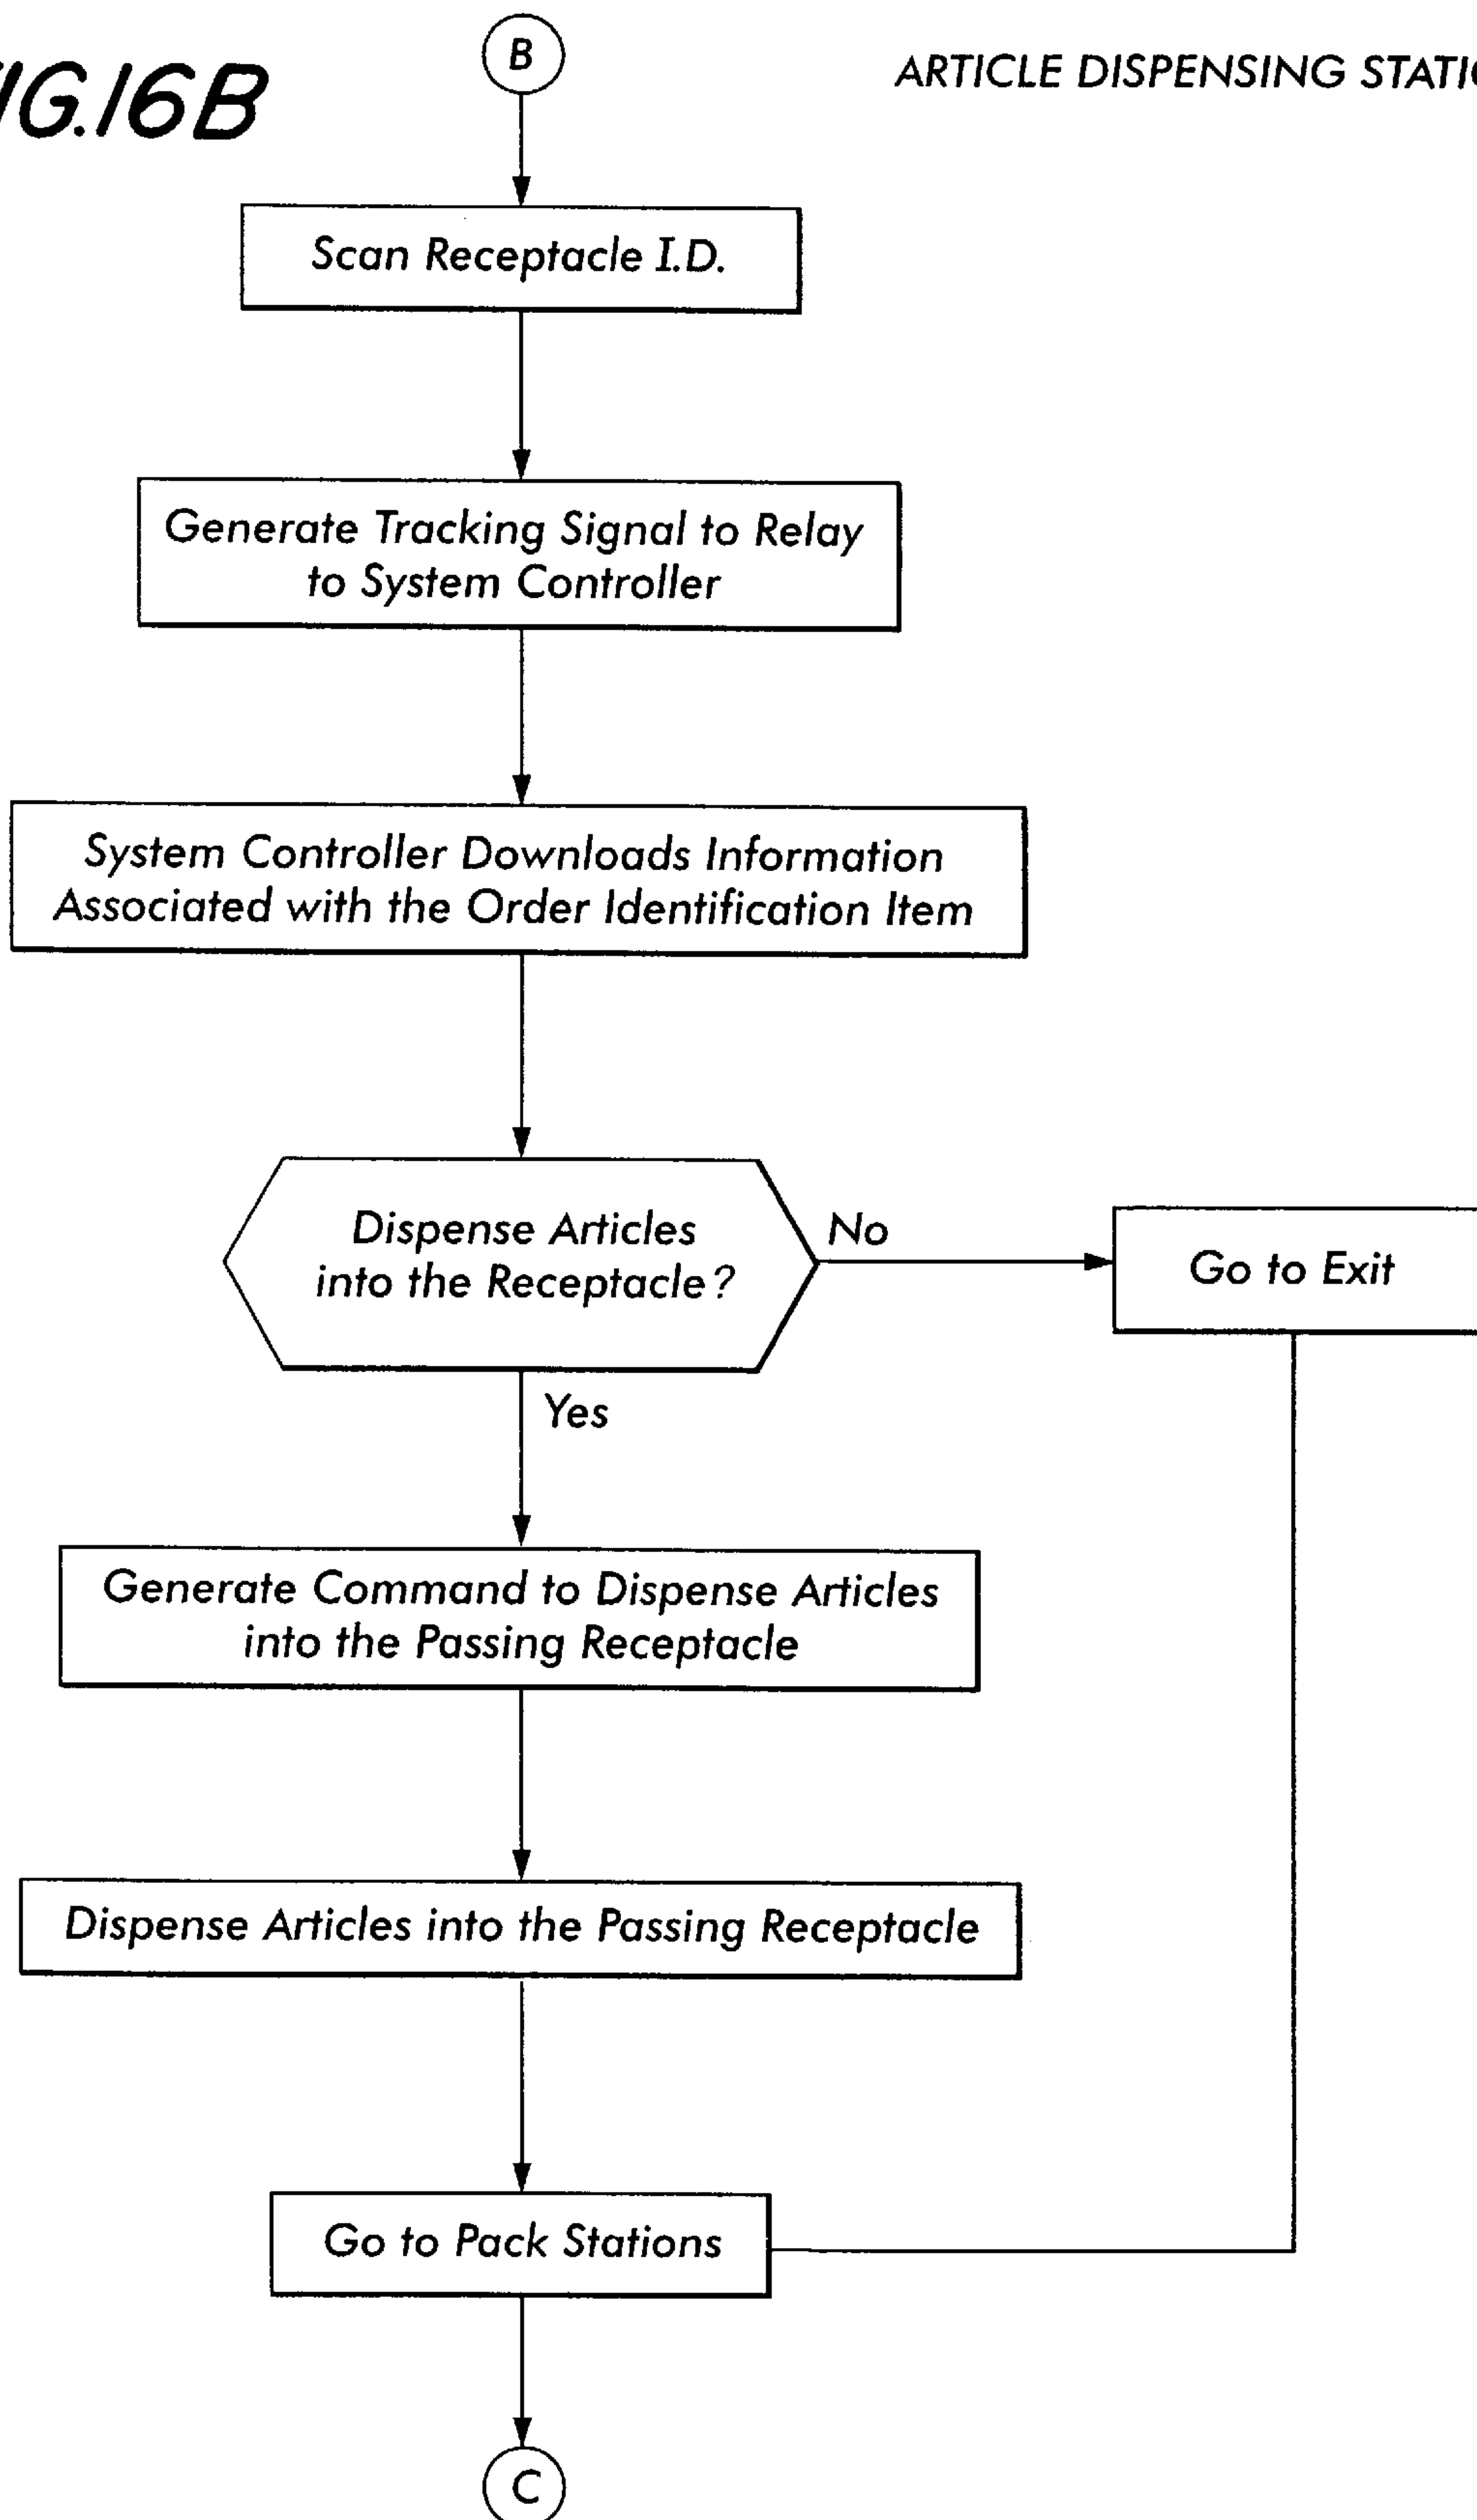 B
ARTICLE DISPENSING
16B
Scan Receptacle I.D.
Generate Tracking Signal to Relay
to System Controller
System Controller Downloads Information
Associated with the Order Identification Item
Dispense Articles
into the Receptacle?
No
Go to Exit
Yes
Generate Command to Dispense Articles
into the Passing Receptacle
Dispense Articles into the Passing Receptacle
Go to Pack Stations
C